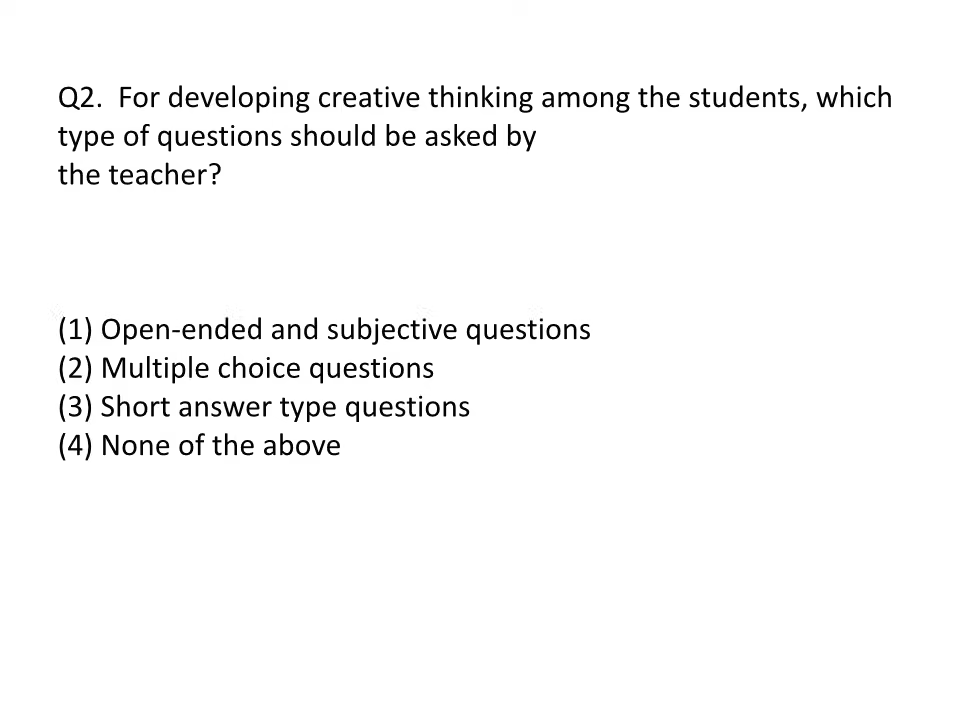 Q2.  For developing creative thinking among the students, which
type of questions should be asked by
the teacher?
(1) Open-ended and subjective questions
(2) Multiple choice questions
(3) Short answer type questions
(4) None of the above